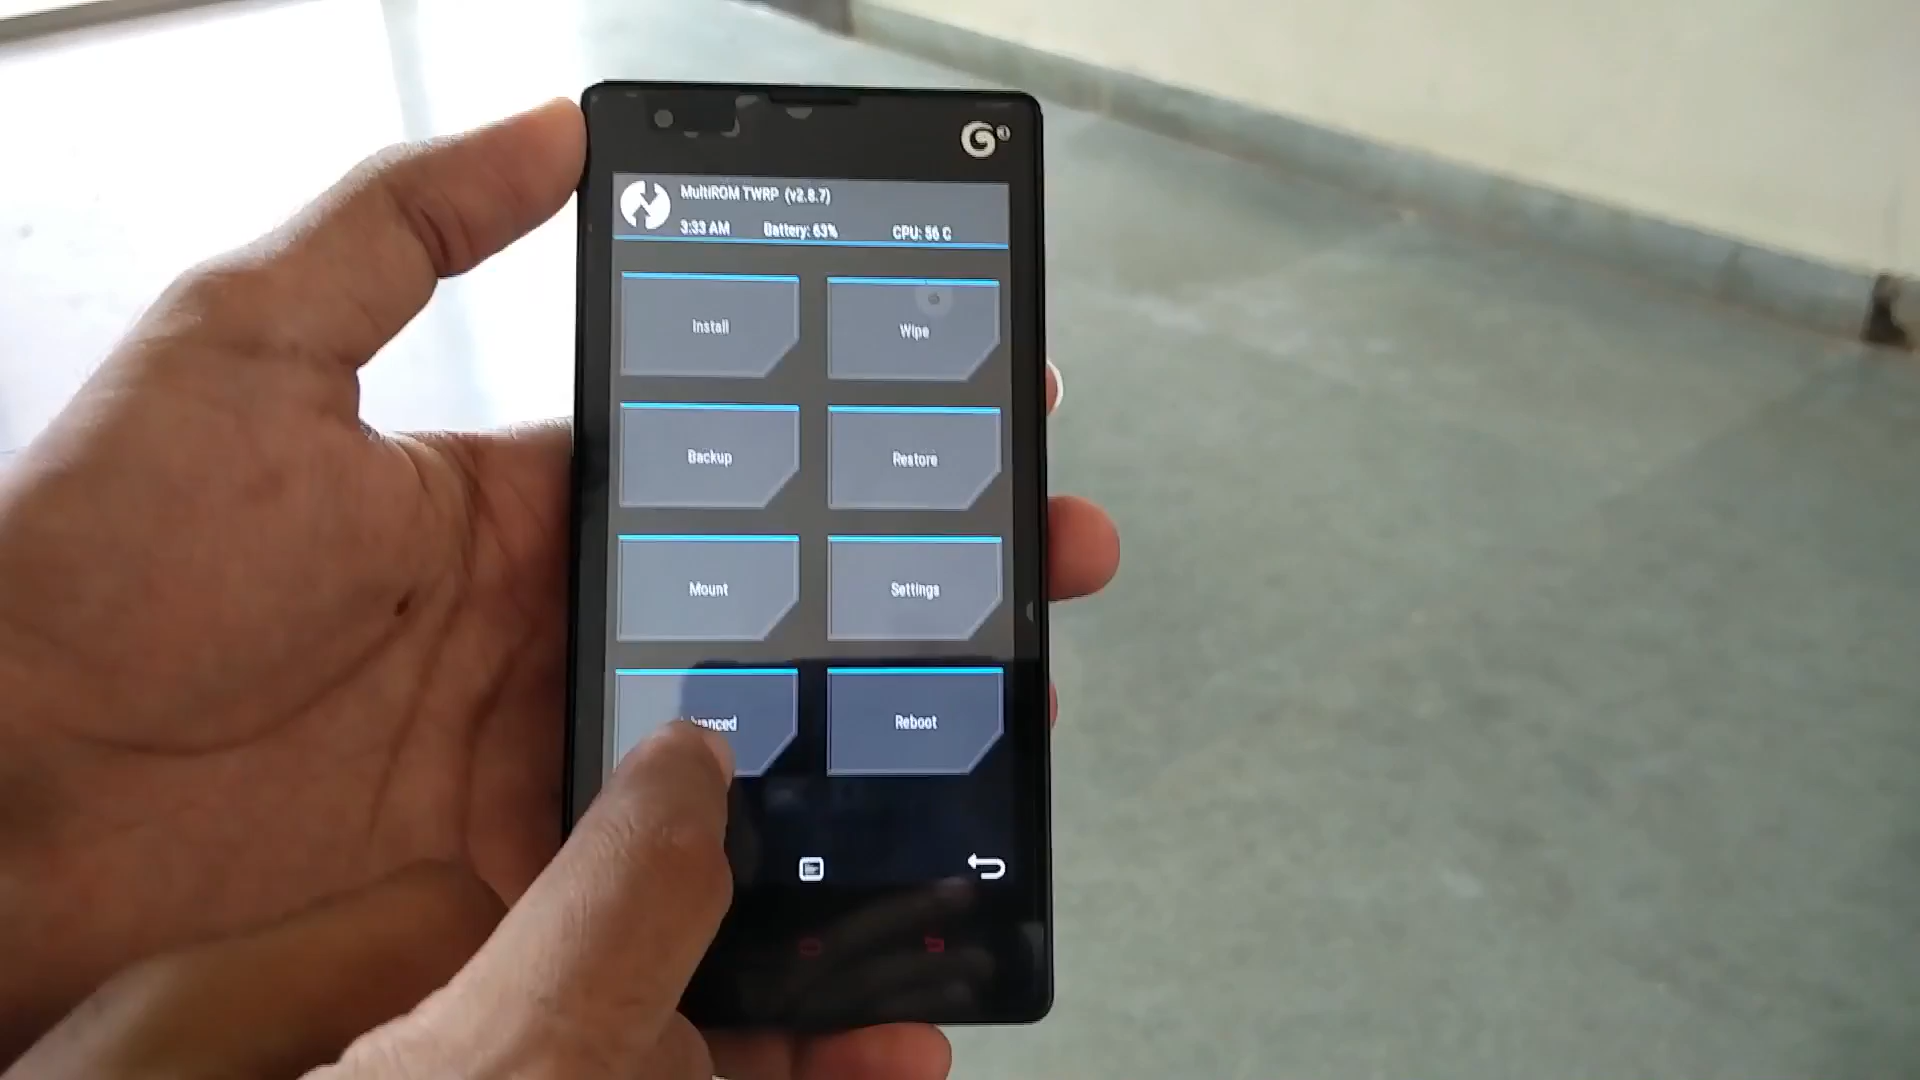 MultiROM TWRP (v2.8.7)
3:33 AM Battery: 63% CPU: 56 C
Install Wipe
Backup Restore
Mount Settings
Reboot